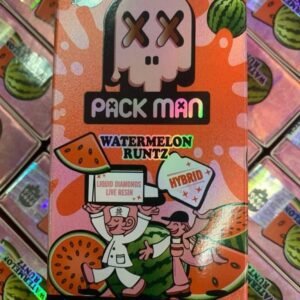 PACK MAN
WATERMELON
RUNTZ
LIQUID DIAMONDS
LIVE RESIN
HYBRID